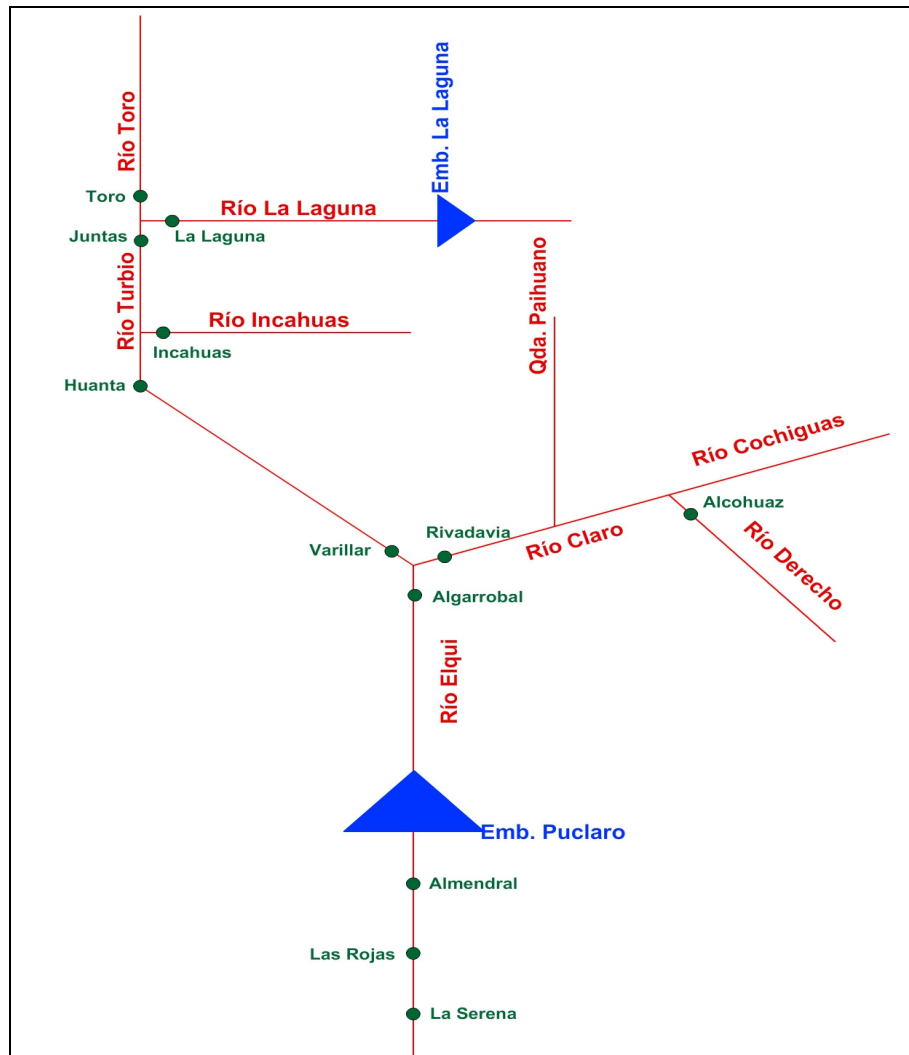 Río Toro
Emb. La Laguna
Toro
Río La Laguna
Juntas
La Laguna
Río Turbio
Qda. Paihuano
Río Incahuas
Incahuas
Huanta
Río Cochiguas
Alcohuaz
Rivadavia
Río Claro
Varillar
Río Derecho
Algarrobal
Río Elqui
Emb. Puclaro
Almendral
Las Rojas
La Serena